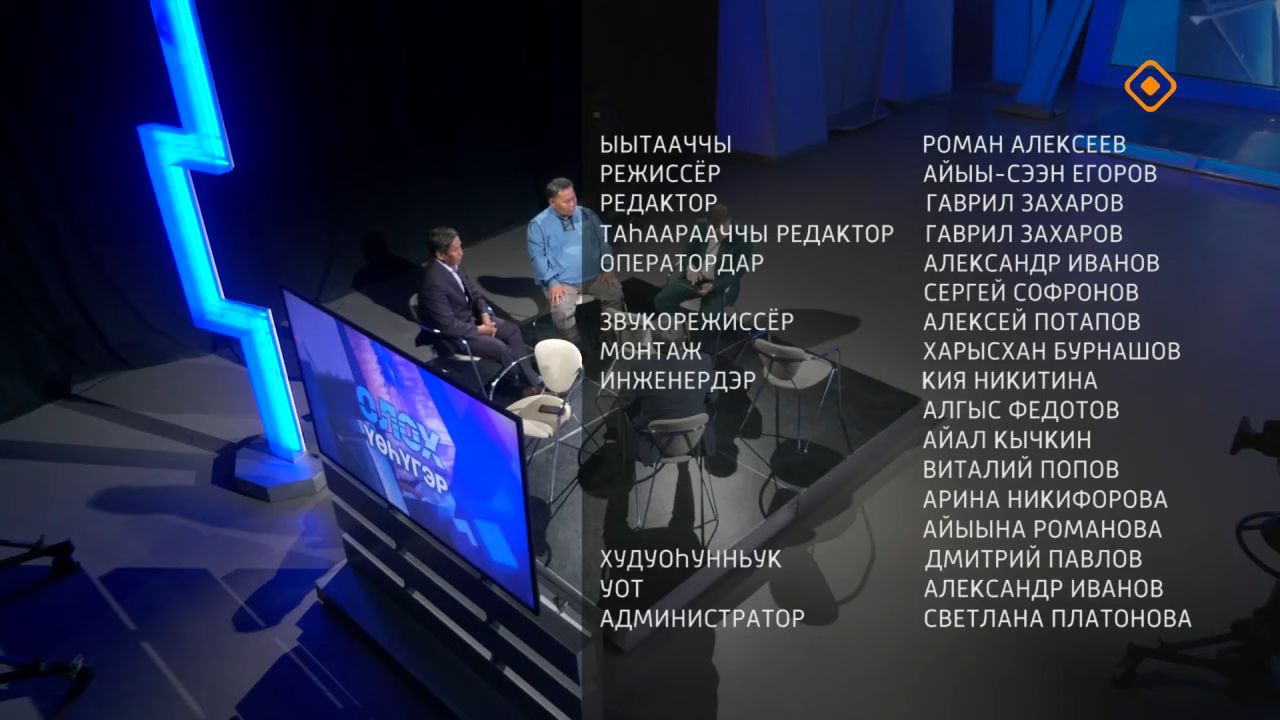 ЫЫТААЧЧЫ РОМАН АЛЕКСЕЕВ
РЕЖИССЁР АЙЫЫ-СЭЭН ЕГОРОВ
РЕДАКТОР ГАВРИЛ ЗАХАРОВ
ТАҺААРААЧЧЫ РЕДАКТОР ГАВРИЛ ЗАХАРОВ
ОПЕРАТОРДАР АЛЕКСАНДР ИВАНОВ
СЕРГЕЙ СОФРОНОВ
ЗВУКОРЕЖИССЁР АЛЕКСЕЙ ПОТАПОВ
МОНТАЖ ХАРЫСХАН БУРНАШОВ
ИНЖЕНЕРДЭР КИЯ НИКИТИНА
АЛГЫС ФЕДОТОВ
АЙАЛ КЫЧКИН
ВИТАЛИЙ ПОПОВ
АРИНА НИКИФОРОВА
АЙЫЫНА РОМАНОВА
ХУДУОҺУННЬУК ДМИТРИЙ ПАВЛОВ
УОТ АЛЕКСАНДР ИВАНОВ
АДМИНИСТРАТОР СВЕТЛАНА ПЛАТОНОВА
ОЛОХ
ҮӨҺҮГЭР